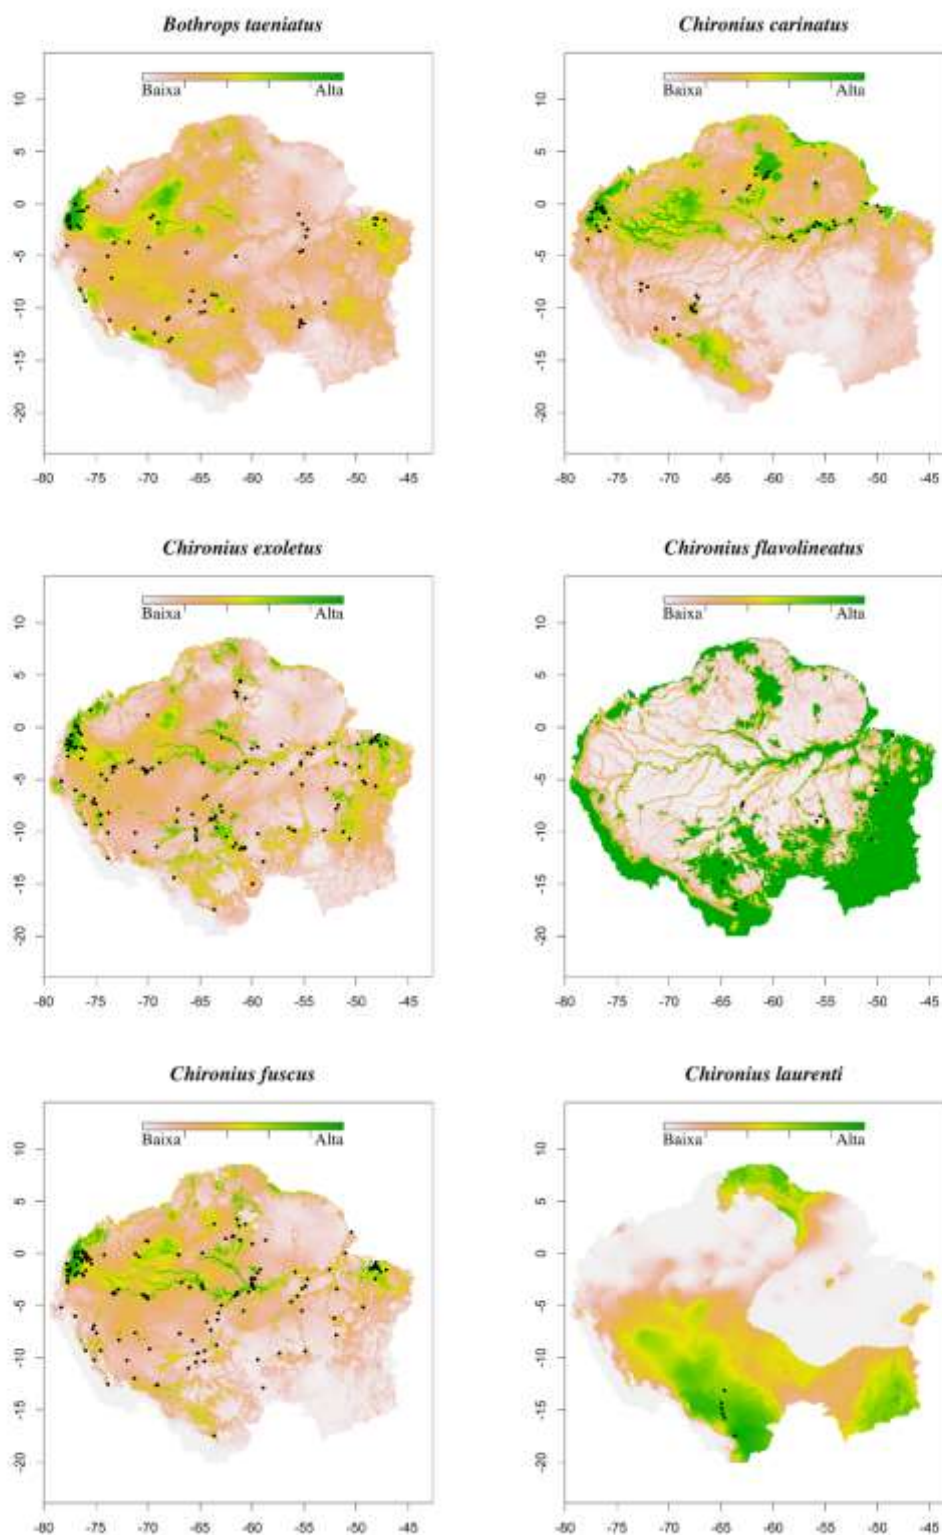 Bothrops taeniatus
Chironius carinatus
Baixa Alta
Baixa Alta
10
5
0
-5
-10
-15
-20
10
5
0
-5
-10
-15
-20
-80 -75 -70 -65 -60 -55 -50 -45
-80 -75 -70 -65 -60 -55 -50 -45
Chironius exoletus
Chironius flavolineatus
Baixa Alta
Baixa Alta
10
5
0
-5
-10
-15
-20
10
5
0
-5
-10
-15
-20
-80 -75 -70 -65 -60 -55 -50 -45
-80 -75 -70 -65 -60 -55 -50 -45
Chironius fuscus
Chironius laurenti
Baixa Alta
Baixa Alta
10
5
0
-5
-10
-15
-20
10
5
0
-5
-10
-15
-20
-80 -75 -70 -65 -60 -55 -50 -45
-80 -75 -70 -65 -60 -55 -50 -45